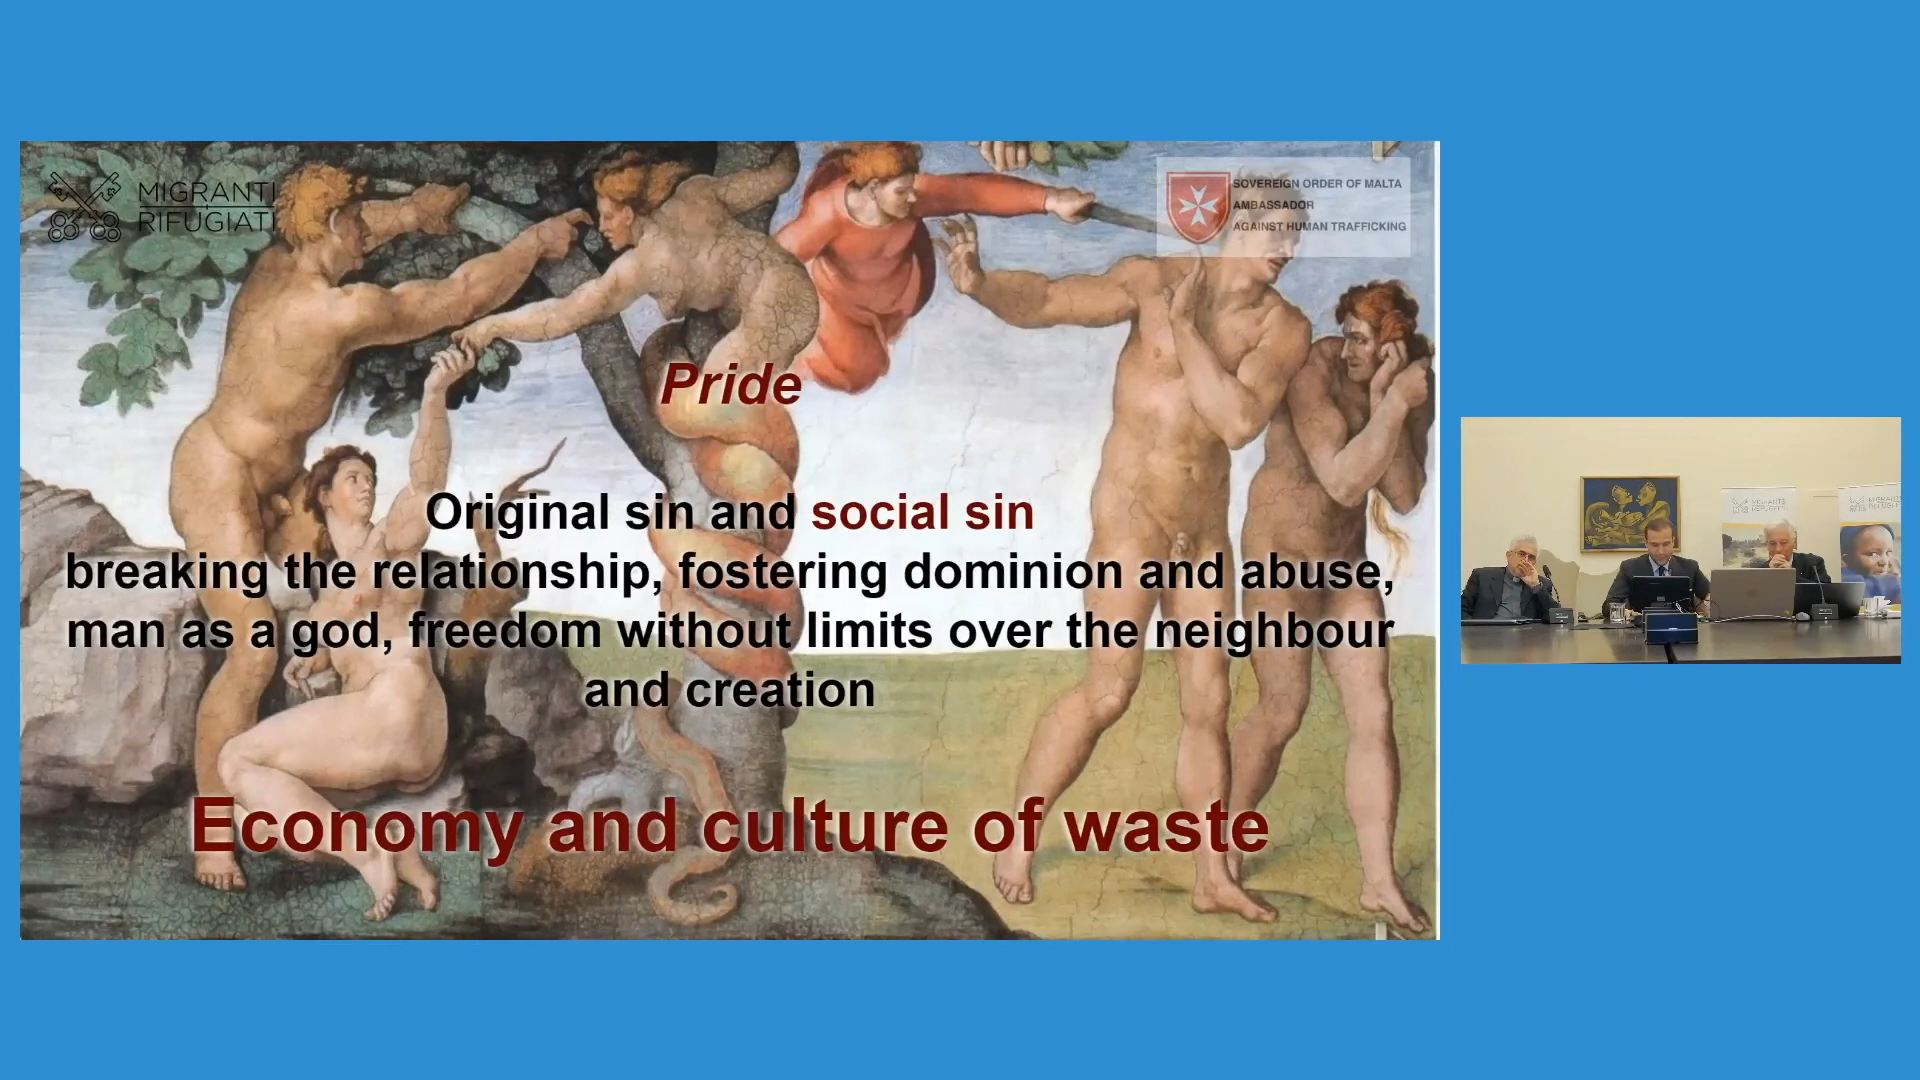 MIGRANTI
RIFUGIATI
SOVEREIGN ORDER OF MALTA
AMBASSADOR
AGAINST HUMAN TRAFFICKING
Pride
Original sin and social sin
breaking the relationship, fostering dominion and abuse,
man as a god, freedom without limits over the neighbour
and creation
Economy and culture of waste
MIGRANTI
RIFUGIATI